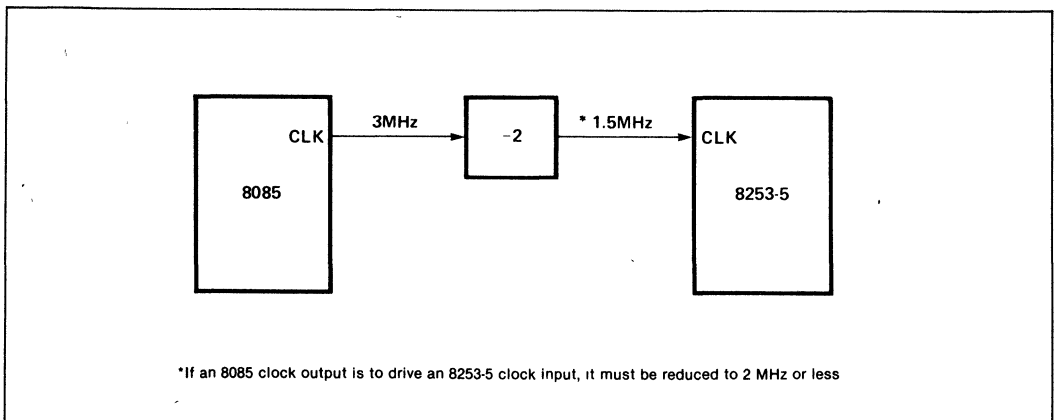 3MHz
* 1.5MHz
CLK
-2
CLK
8085
8253-5
*If an 8085 clock output is to drive an 8253-5 clock input, it must be reduced to 2 MHz or less